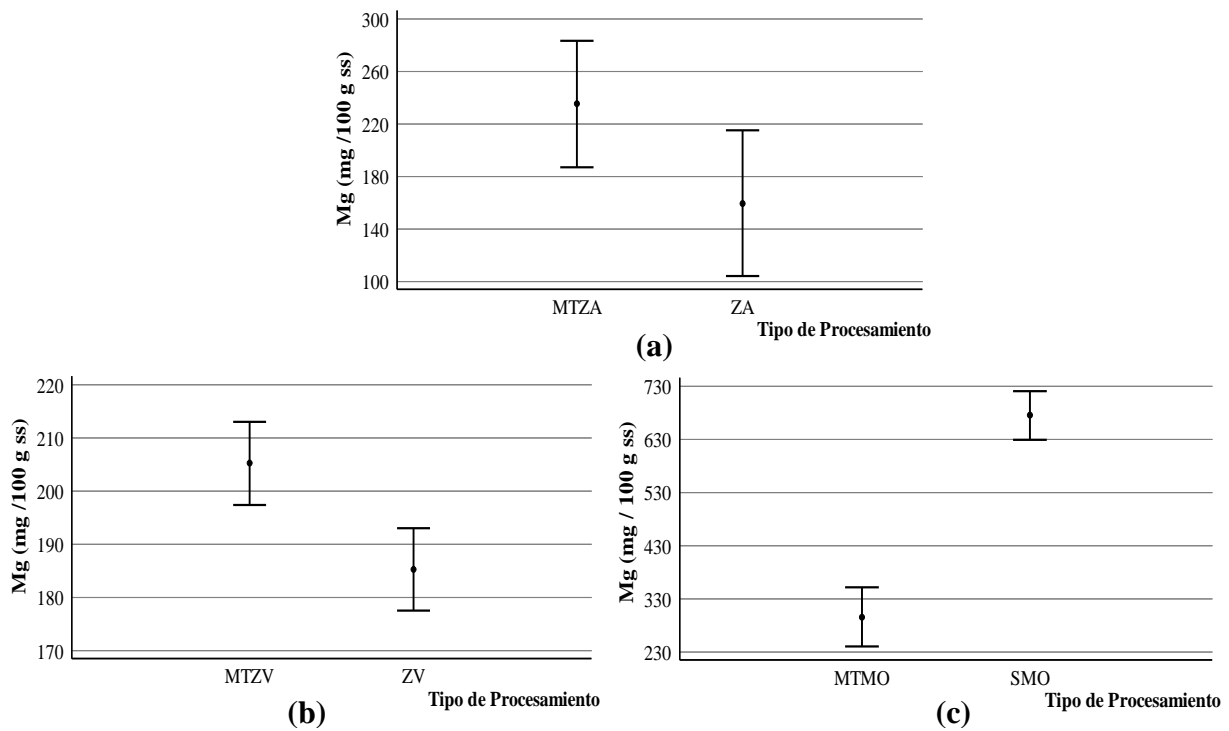 Mg (mg /100 g ss)
300
260
220
180
140
100
MTZA ZA
Tipo de Procesamiento
(a)
Mg (mg /100 g ss)
220
210
200
190
180
170
MTZV ZV
Tipo de Procesamiento
(b)
Mg (mg / 100 g ss)
730
630
530
430
330
230
MTMO SMO
Tipo de Procesamiento
(c)